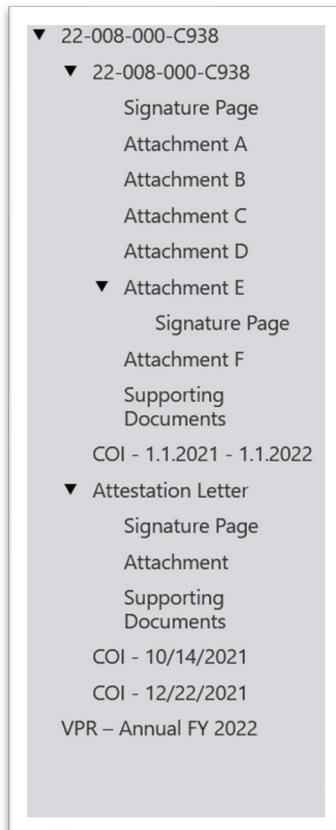 22-008-000-C938
22-008-000-C938
Signature Page
Attachment A
Attachment B
Attachment C
Attachment D
Attachment E
Signature Page
Attachment F
Supporting
Documents
COI - 1.1.2021 - 1.1.2022
Attestation Letter
Signature Page
Attachment
Supporting
Documents
COI - 10/14/2021
COI - 12/22/2021
VPR – Annual FY 2022